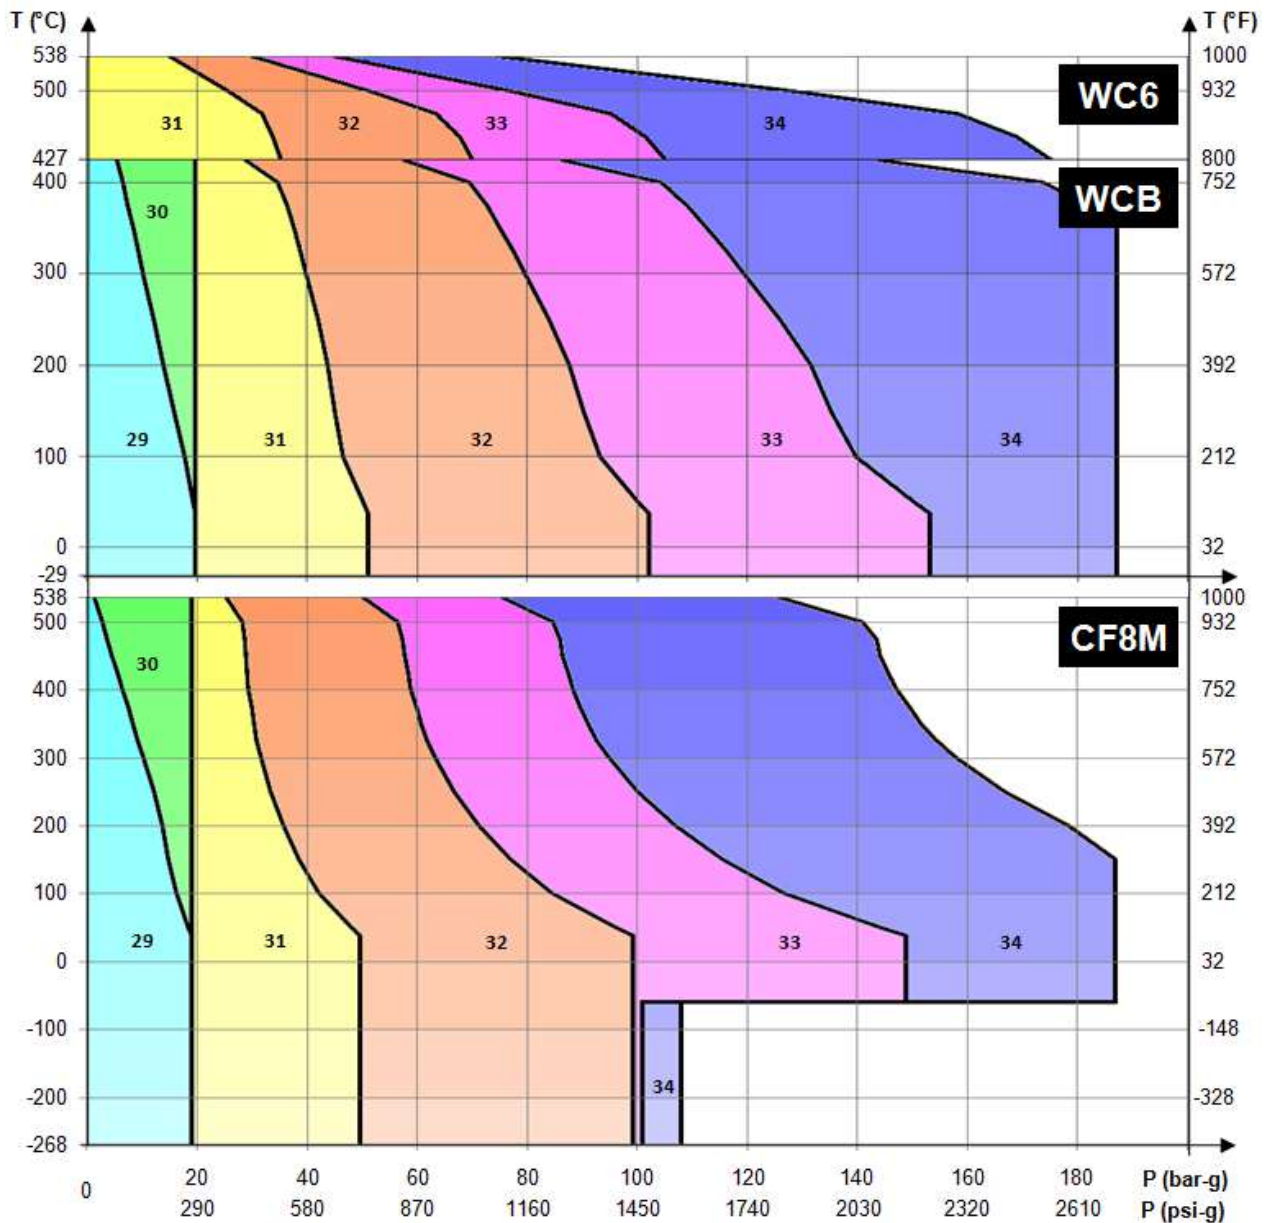 T (°C) T (°F)
538 1000
500 932
WC6
31 32 33 34
427 800
400 752
WCB
30
300 572
200 392
29 31 32 33 34
100 212
0 32
-29
538 1000
500 932
CF8M
30
400 752
300 572
200 392
100 212
29 31 32 33 34
0 32
-100 -148
34
-200 -328
-268
0 20 40 60 80 100 120 140 160 180 P (bar-g)
290 580 870 1160 1450 1740 2030 2320 2610 P (psi-g)